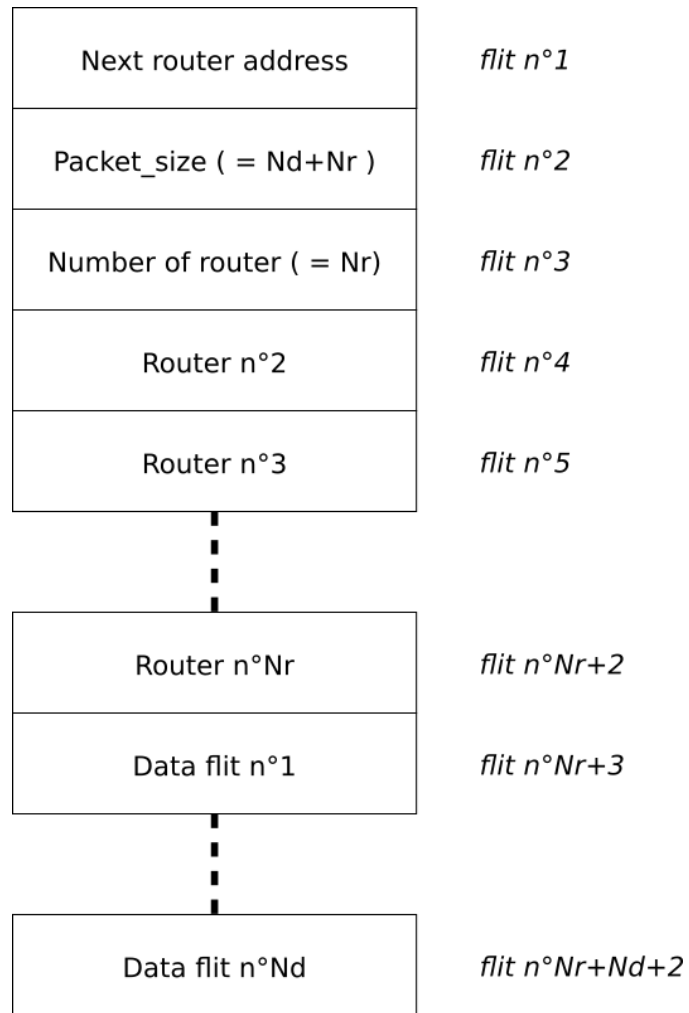 Next router address flit n°1
Packet_size ( = Nd+Nr ) flit n°2
Number of router ( = Nr) flit n°3
Router n°2 flit n°4
Router n°3 flit n°5
Router n°Nr flit n°Nr+2
Data flit n°1 flit n°Nr+3
Data flit n°Nd flit n°Nr+Nd+2